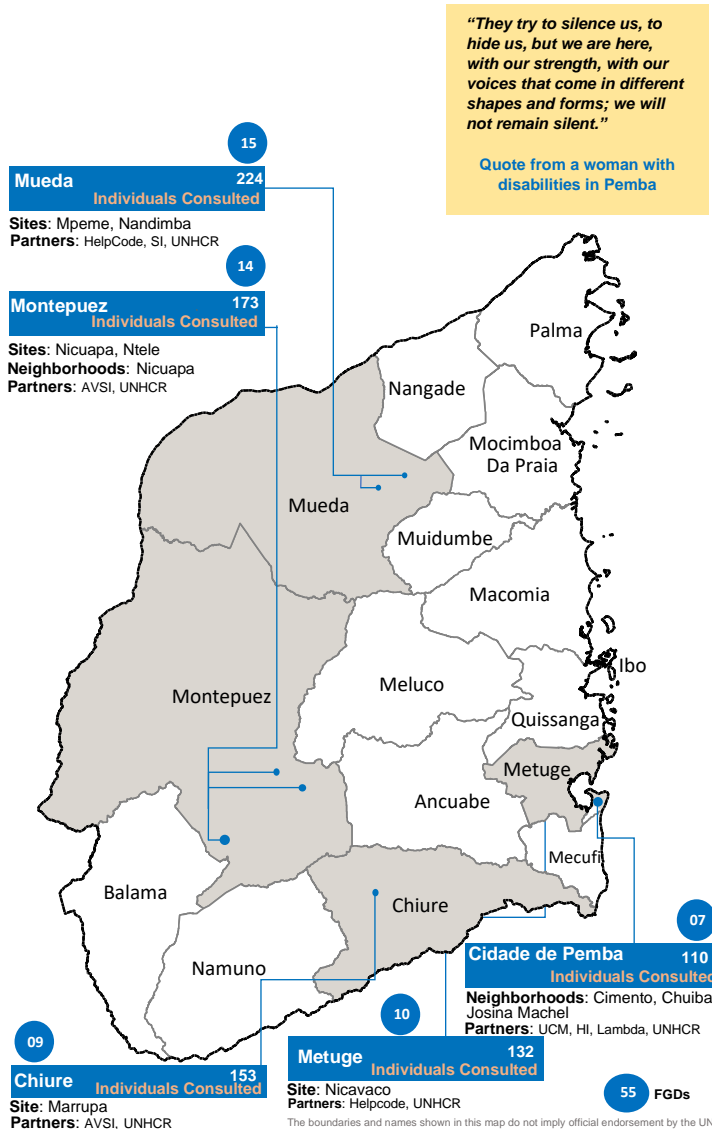 “They try to silence us, to
hide us, but we are here,
with our strength, with our
voices that come in different
shapes and forms; we will
not remain silent.”
Quote from a woman with
disabilities in Pemba
15
Mueda 224
Individuals Consulted
Sites: Mpeme, Nandimba
Partners: HelpCode, SI, UNHCR
14
Montepuez 173
Individuals Consulted
Sites: Nicuapa, Ntele
Neighborhoods: Nicuapa
Partners: AVSI, UNHCR
Palma
Nangade
Mocimboa
Da Praia
Mueda
Muidumbe
Macomia
Ibo
Meluco
Montepuez
Quissanga
Metuge
Ancuabe
Mecufi
Balama
Chiure
Namuno
07
Cidade de Pemba 110
Individuals Consulted
Neighborhoods: Cimento, Chuiba
Josina Machel
Partners: UCM, HI, Lambda, UNHCR
10
Metuge 132
Individuals Consulted
Site: Nicavaco
Partners: Helpcode, UNHCR
09
Chiure 153
Individuals Consulted
Site: Marrupa
Partners: AVSI, UNHCR
55 FGDs
The boundaries and names shown in this map do not imply official endorsement by the UN